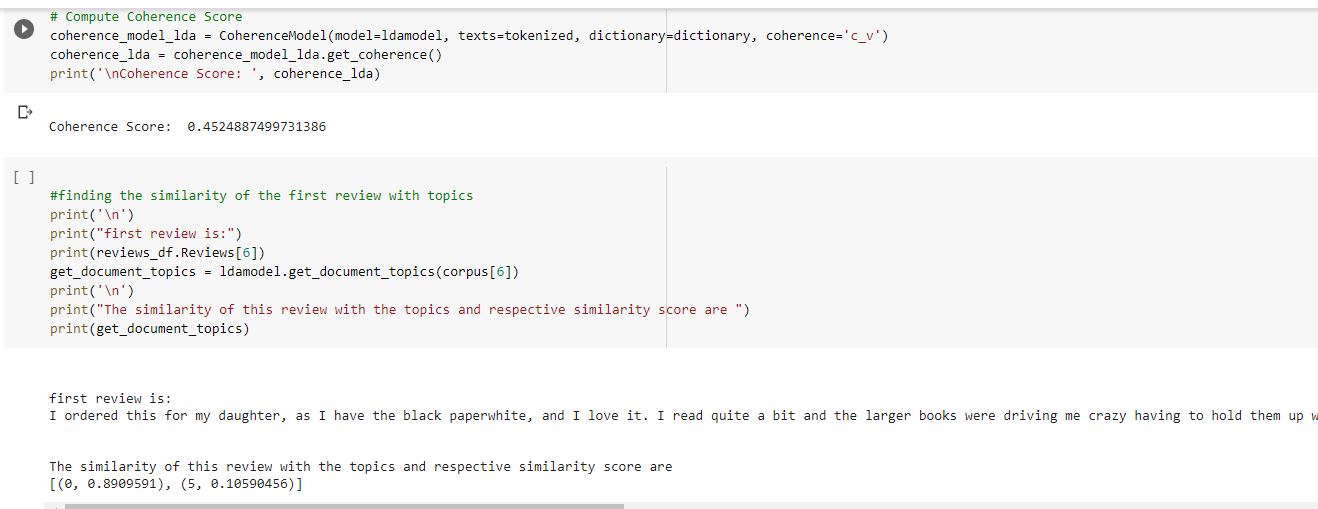 # Compute Coherence Score
coherence_model_lda = CoherenceModel(model=ldamodel, texts=tokenized, dictionary=dictionary, coherence='c_v')
coherence_lda = coherence_model_lda.get_coherence()
print('\nCoherence Score: ', coherence_lda)
Coherence Score:  0.4524887499731386
[ ]
#finding the similarity of the first review with topics
print('\n')
print("first review is:")
print(reviews_df.Reviews[6])
get_document_topics = ldamodel.get_document_topics(corpus[6])
print('\n')
print("The similarity of this review with the topics and respective similarity score are ")
print(get_document_topics)
first review is:
I ordered this for my daughter, as I have the black paperwhite, and I love it. I read quite a bit and the larger books were driving me crazy having to hold them up
The similarity of this review with the topics and respective similarity score are
[(0, 0.8909591), (5, 0.10590456)]